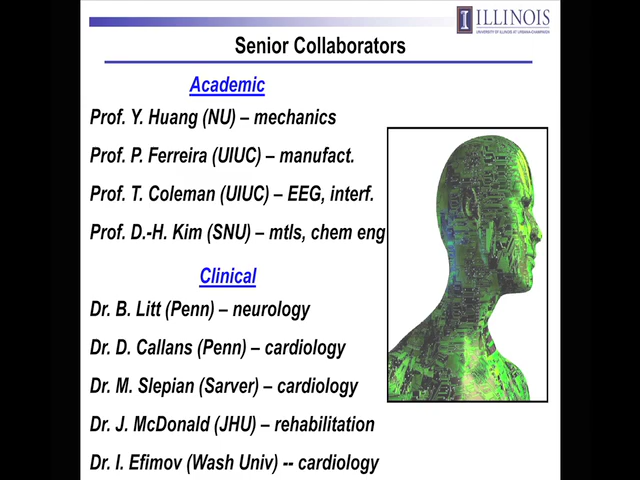 ILLINOIS
UNIVERSITY OF ILLINOIS AT URBANA-CHAMPAIGN
Senior Collaborators
Academic
Prof. Y. Huang (NU) – mechanics
Prof. P. Ferreira (UIUC) – manufact.
Prof. T. Coleman (UIUC) – EEG, interf.
Prof. D.-H. Kim (SNU) – mtls, chem eng
Clinical
Dr. B. Litt (Penn) – neurology
Dr. D. Callans (Penn) – cardiology
Dr. M. Slepian (Sarver) – cardiology
Dr. J. McDonald (JHU) – rehabilitation
Dr. I. Efimov (Wash Univ) -- cardiology